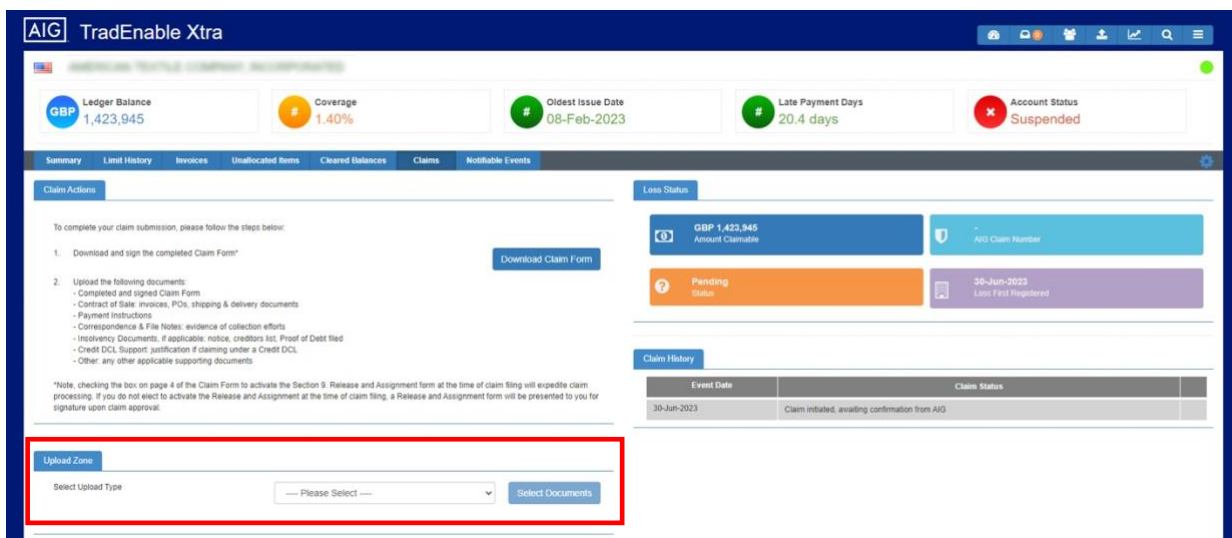 AIG TradEnable Xtra
GBP
Ledger Balance
1,423,945
#
Coverage
1.40%
#
Oldest Issue Date
08-Feb-2023
#
Late Payment Days
20.4 days
Account Status
Suspended
Summary Limit History Invoices Unallocated Items Cleared Balances Claims Notifiable Events
Claim Actions
To complete your claim submission, please follow the steps below:
1. Download and sign the completed Claim Form*
Download Claim Form
2. Upload the following documents:
- Completed and signed Claim Form
- Contract of Sale: invoices, POs, shipping & delivery documents
- Payment Instructions
- Correspondence & File Notes: evidence of collection efforts
- Insolvency Documents, if applicable: notice, creditors list, Proof of Debt filed
- Credit DCL Support: justification if claiming under a Credit DCL
- Other: any other applicable supporting documents
*Note, checking the box on page 4 of the Claim Form to activate the Section 9. Release and Assignment form at the time of claim filing will expedite claim
processing. If you do not elect to activate the Release and Assignment at the time of claim filing, a Release and Assignment form will be presented to you for
signature upon claim approval.
Upload Zone
Select Upload Type
---- Please Select ----
Select Documents
Loss Status
GBP 1,423,945
Amount Claimable
-
AIG Claim Number
Pending
Status
30-Jun-2023
Loss First Registered
Claim History
Event Date Claim Status
30-Jun-2023 Claim initiated, awaiting confirmation from AIG